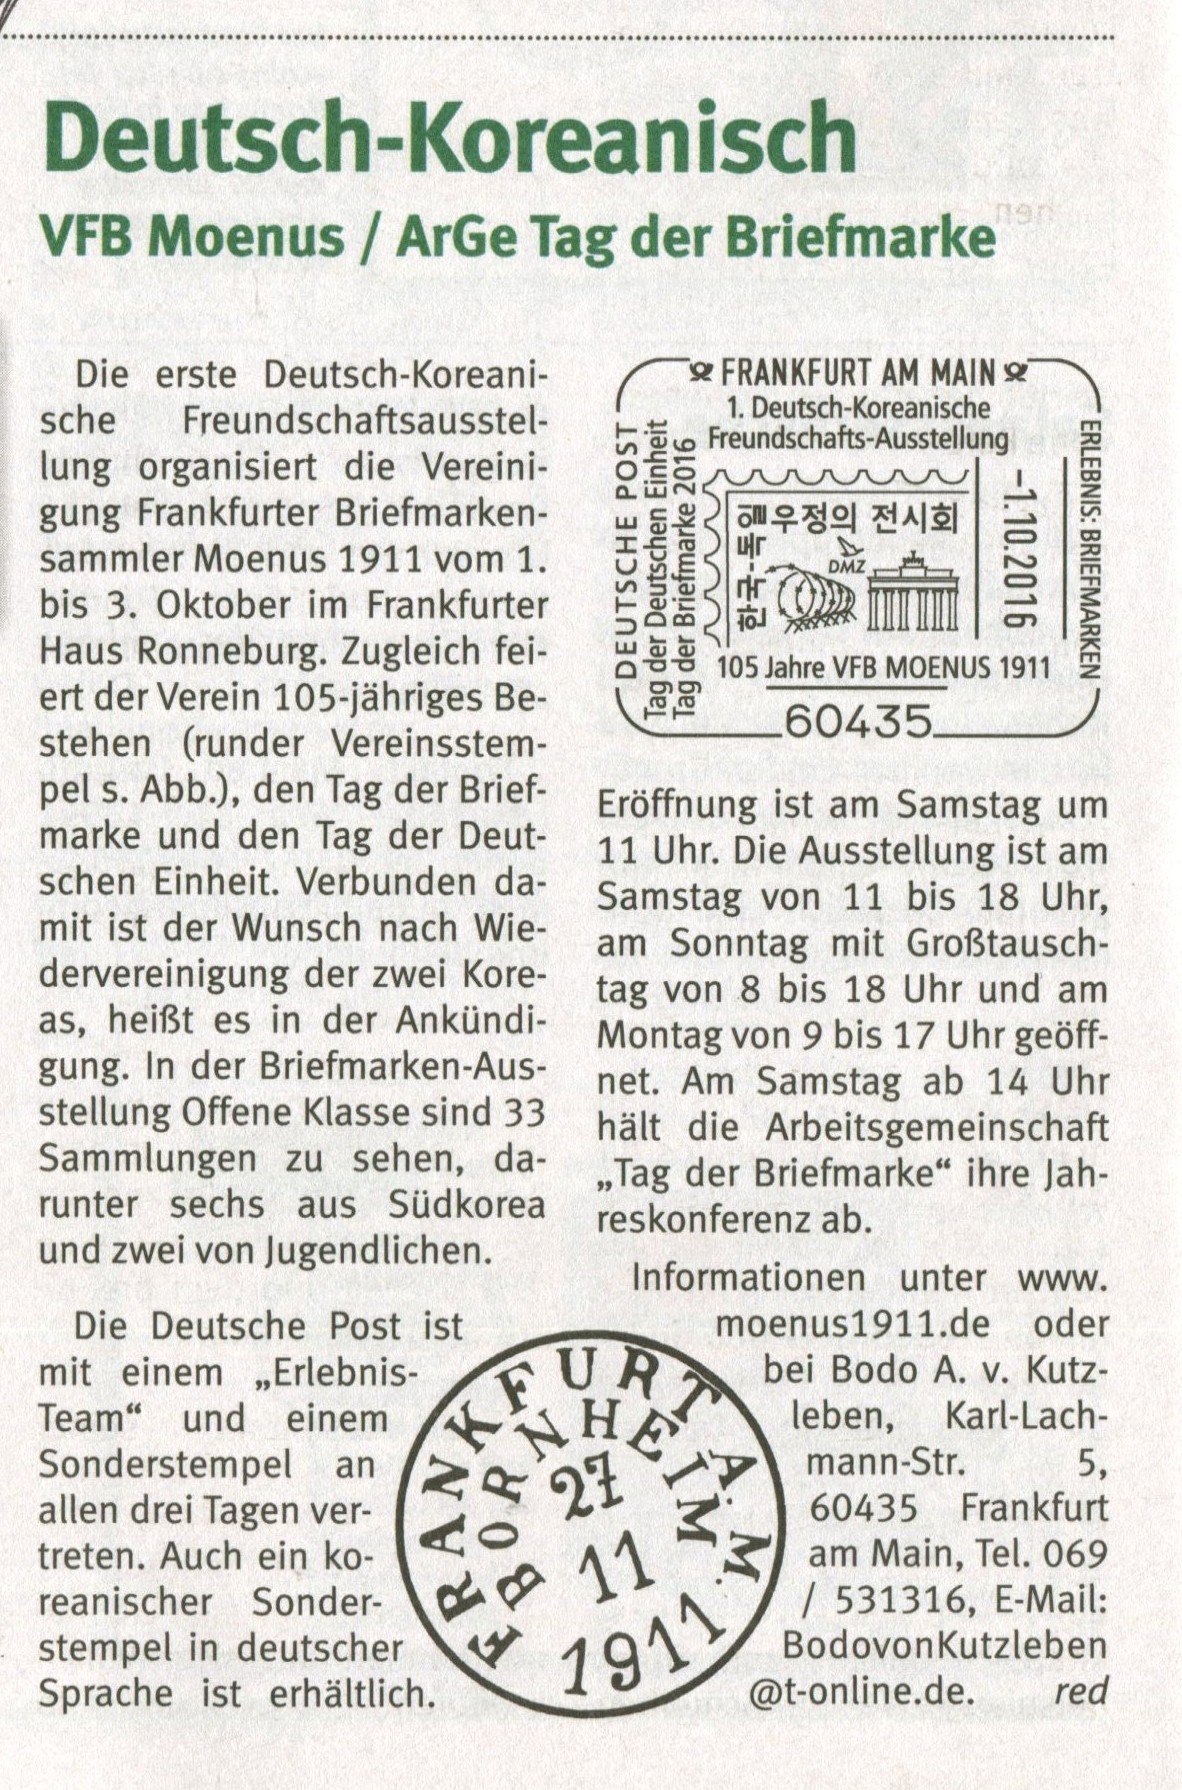 Deutsch-Koreanisch
VFB Moenus / ArGe Tag der Briefmarke
Die erste Deutsch-Koreani-
sche Freundschaftsausstel-
lung organisiert die Vereini-
gung Frankfurter Briefmarken-
sammler Moenus 1911 vom 1.
bis 3. Oktober im Frankfurter
Haus Ronneburg. Zugleich fei-
ert der Verein 105-jähriges Be-
stehen (runder Vereinsstem-
pel s. Abb.), den Tag der Brief-
marke und den Tag der Deut-
schen Einheit. Verbunden da-
mit ist der Wunsch nach Wie-
dervereinigung der zwei Kore-
as, heißt es in der Ankündi-
gung. In der Briefmarken-Aus-
stellung Offene Klasse sind 33
Sammlungen zu sehen, da-
runter sechs aus Südkorea
und zwei von Jugendlichen.
Die Deutsche Post ist
mit einem „Erlebnis-
Team“ und einem
Sonderstempel an
allen drei Tagen ver-
treten. Auch ein ko-
reanischer Sonder-
stempel in deutscher
Sprache ist erhältlich.
FRANKFURT AM MAIN
1. Deutsch-Koreanische
Freundschafts-Ausstellung
DEUTSCHE POST
Tag der Deutschen Einheit
Tag der Briefmarke 2016
한국-독일 우정의 전시회
DMZ
-1.10.2016
ERLEBNIS: BRIEFMARKEN
105 Jahre VFB MOENUS 1911
60435
Eröffnung ist am Samstag um
11 Uhr. Die Ausstellung ist am
Samstag von 11 bis 18 Uhr,
am Sonntag mit Großtausch-
tag von 8 bis 18 Uhr und am
Montag von 9 bis 17 Uhr geöff-
net. Am Samstag ab 14 Uhr
hält die Arbeitsgemeinschaft
„Tag der Briefmarke“ ihre Jah-
reskonferenz ab.
Informationen unter www.
moenus1911.de oder
bei Bodo A. v. Kutz-
leben, Karl-Lach-
mann-Str. 5,
60435 Frankfurt
am Main, Tel. 069
/ 531316, E-Mail:
BodovonKutzleben
@t-online.de. red
FRANKFURT A. M.
BORNHEIM
27
11
1911